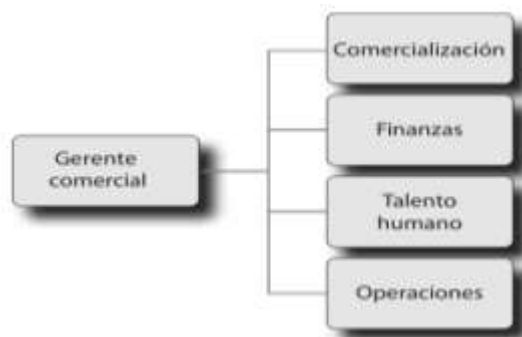 Gerente
comercial
Comercialización
Finanzas
Talento
humano
Operaciones